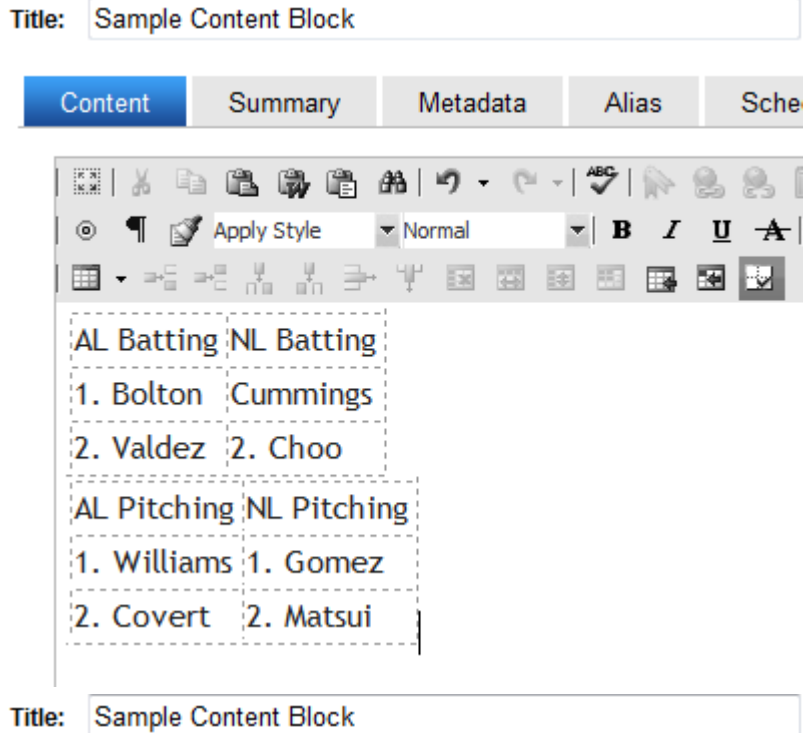 Title: Sample Content Block
Content Summary Metadata Alias Sche
ABC
Apply Style Normal B I U A
AL Batting NL Batting
1. Bolton Cummings
2. Valdez 2. Choo
AL Pitching NL Pitching
1. Williams 1. Gomez
2. Covert 2. Matsui
Title: Sample Content Block